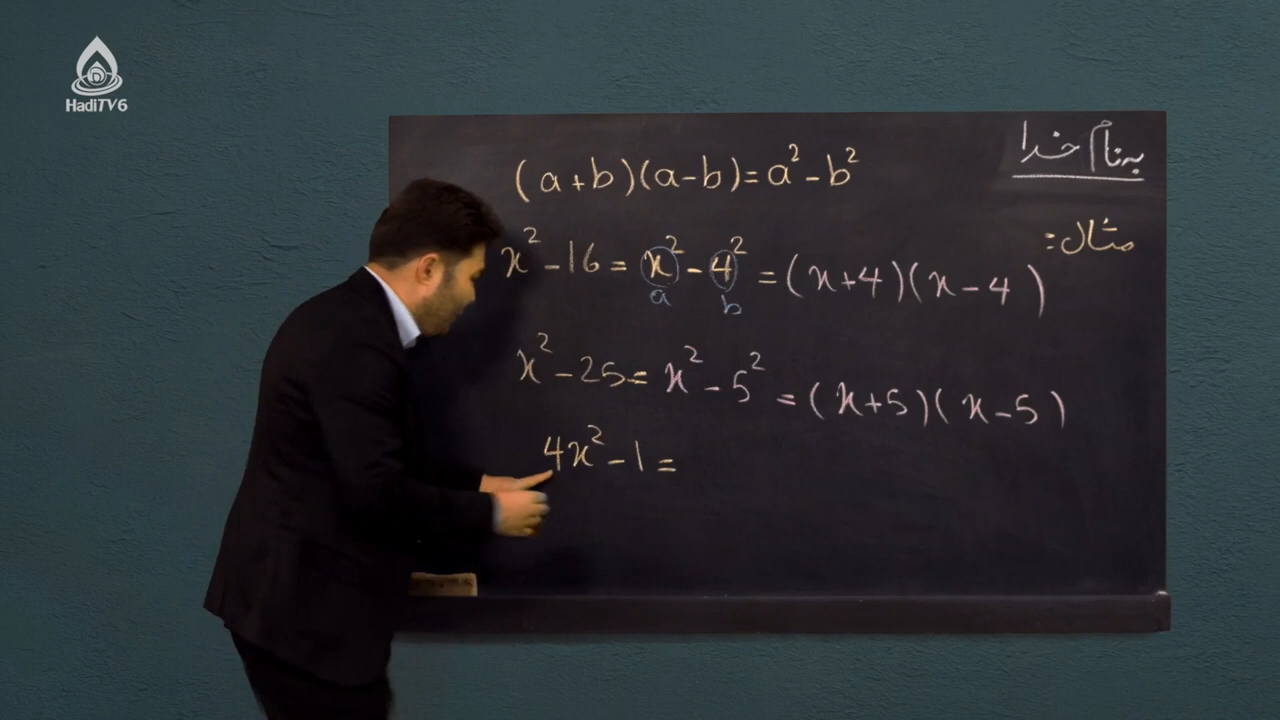 HadiTV6
به نام خدا
(a+b)(a-b)=a²-b²
مثال:
x²-16=x²-4²=(x+4)(x-4)
a b
x²-25=x²-5²=(x+5)(x-5)
4x²-1=